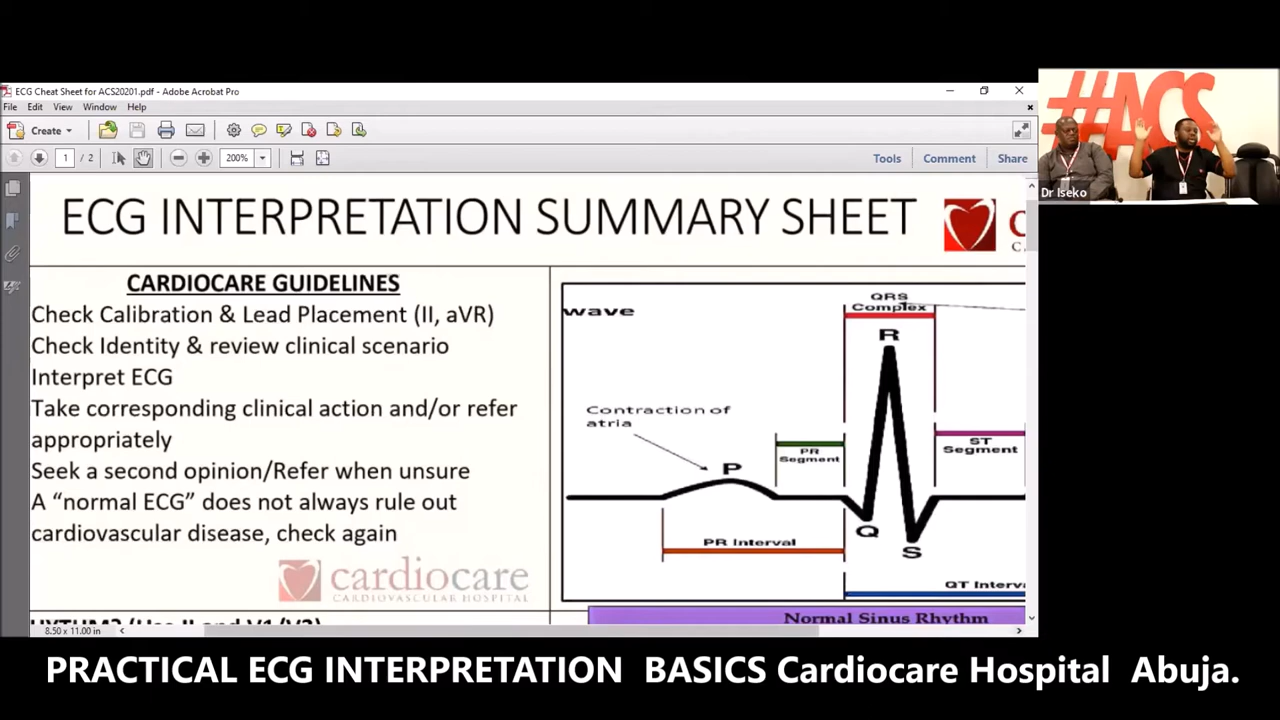 ECG Cheat Sheet for ACS20201.pdf - Adobe Acrobat Pro
File Edit View Window Help
Create
1 / 2 200% Tools Comment Share
#ACS
Dr Iseko
ECG INTERPRETATION SUMMARY SHEET
CARDIOCARE GUIDELINES
Check Calibration & Lead Placement (II, aVR)
Check Identity & review clinical scenario
Interpret ECG
Take corresponding clinical action and/or refer
appropriately
Seek a second opinion/Refer when unsure
A “normal ECG” does not always rule out
cardiovascular disease, check again
cardiocare
CARDIOVASCULAR HOSPITAL
wave
QRS
Complex
R
Contraction of
atria
P
PR
Segment
ST
Segment
PR Interval
Q
S
QT Interv
Normal Sinus Rhythm
8.50 x 11.00 in
PRACTICAL ECG INTERPRETATION BASICS Cardiocare Hospital Abuja.